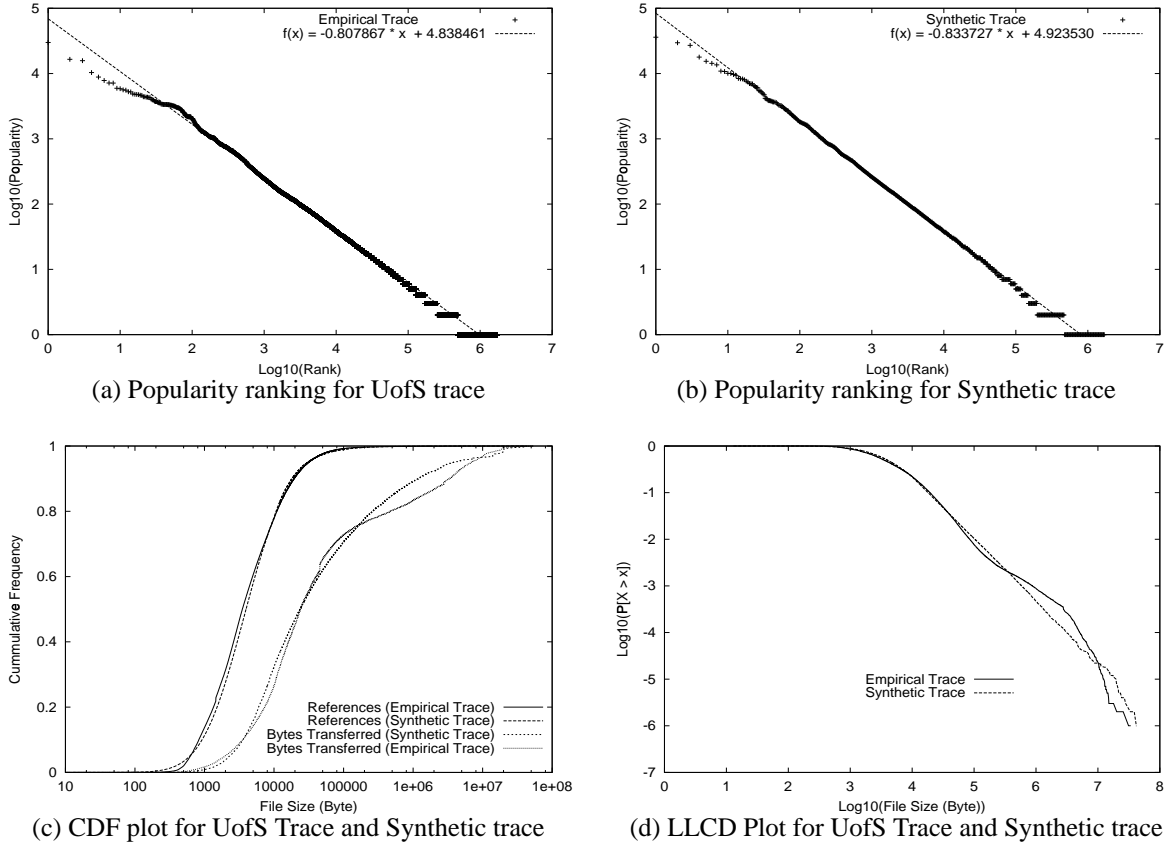 5
4
3
2
1
0
Log10(Popularity)
Empirical Trace
f(x) = -0.807867 * x + 4.838461
0 1 2 3 4 5 6 7
Log10(Rank)
(a) Popularity ranking for UofS trace
5
4
3
2
1
0
Log10(Popularity)
Synthetic Trace
f(x) = -0.833727 * x + 4.923530
0 1 2 3 4 5 6 7
Log10(Rank)
(b) Popularity ranking for Synthetic trace
1
0.8
0.6
0.4
0.2
0
Cummulative Frequency
References (Empirical Trace)
References (Synthetic Trace)
Bytes Transferred (Synthetic Trace)
Bytes Transferred (Empirical Trace)
10 100 1000 10000 100000 1e+06 1e+07 1e+08
File Size (Byte)
(c) CDF plot for UofS Trace and Synthetic trace
0
-1
-2
-3
-4
-5
-6
-7
Log10(P[X > x])
Empirical Trace
Synthetic Trace
0 1 2 3 4 5 6 7 8
Log10(File Size (Byte))
(d) LLCD Plot for UofS Trace and Synthetic trace